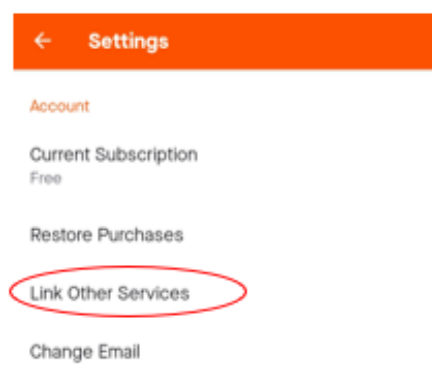 Settings
Account
Current Subscription
Free
Restore Purchases
Link Other Services
Change Email